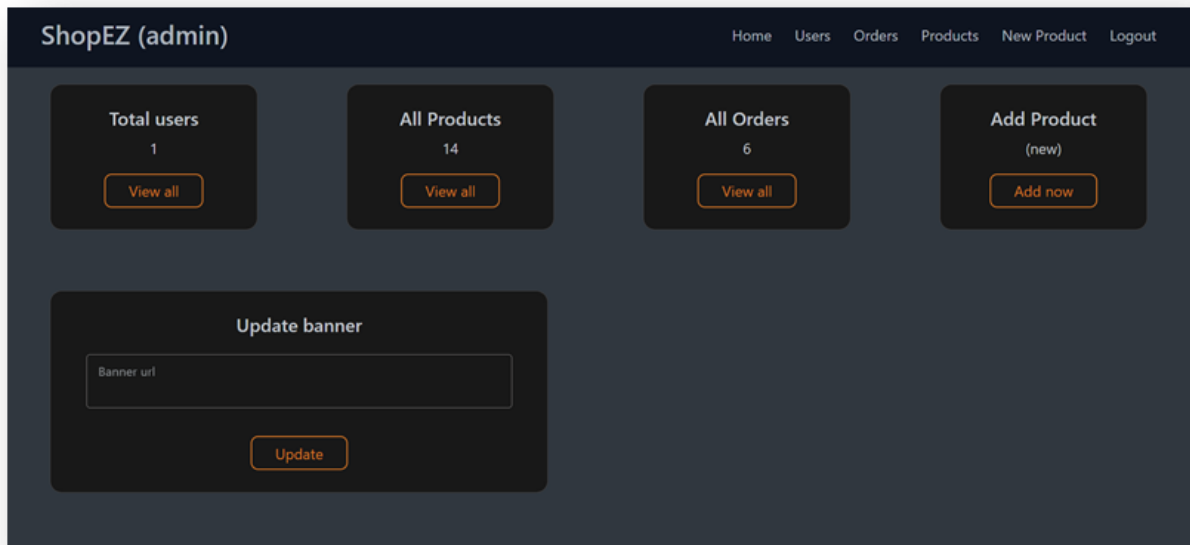 ShopEZ (admin)
Home Users Orders Products New Product Logout
Total users
1
View all
All Products
14
View all
All Orders
6
View all
Add Product
(new)
Add now
Update banner
Banner url
Update